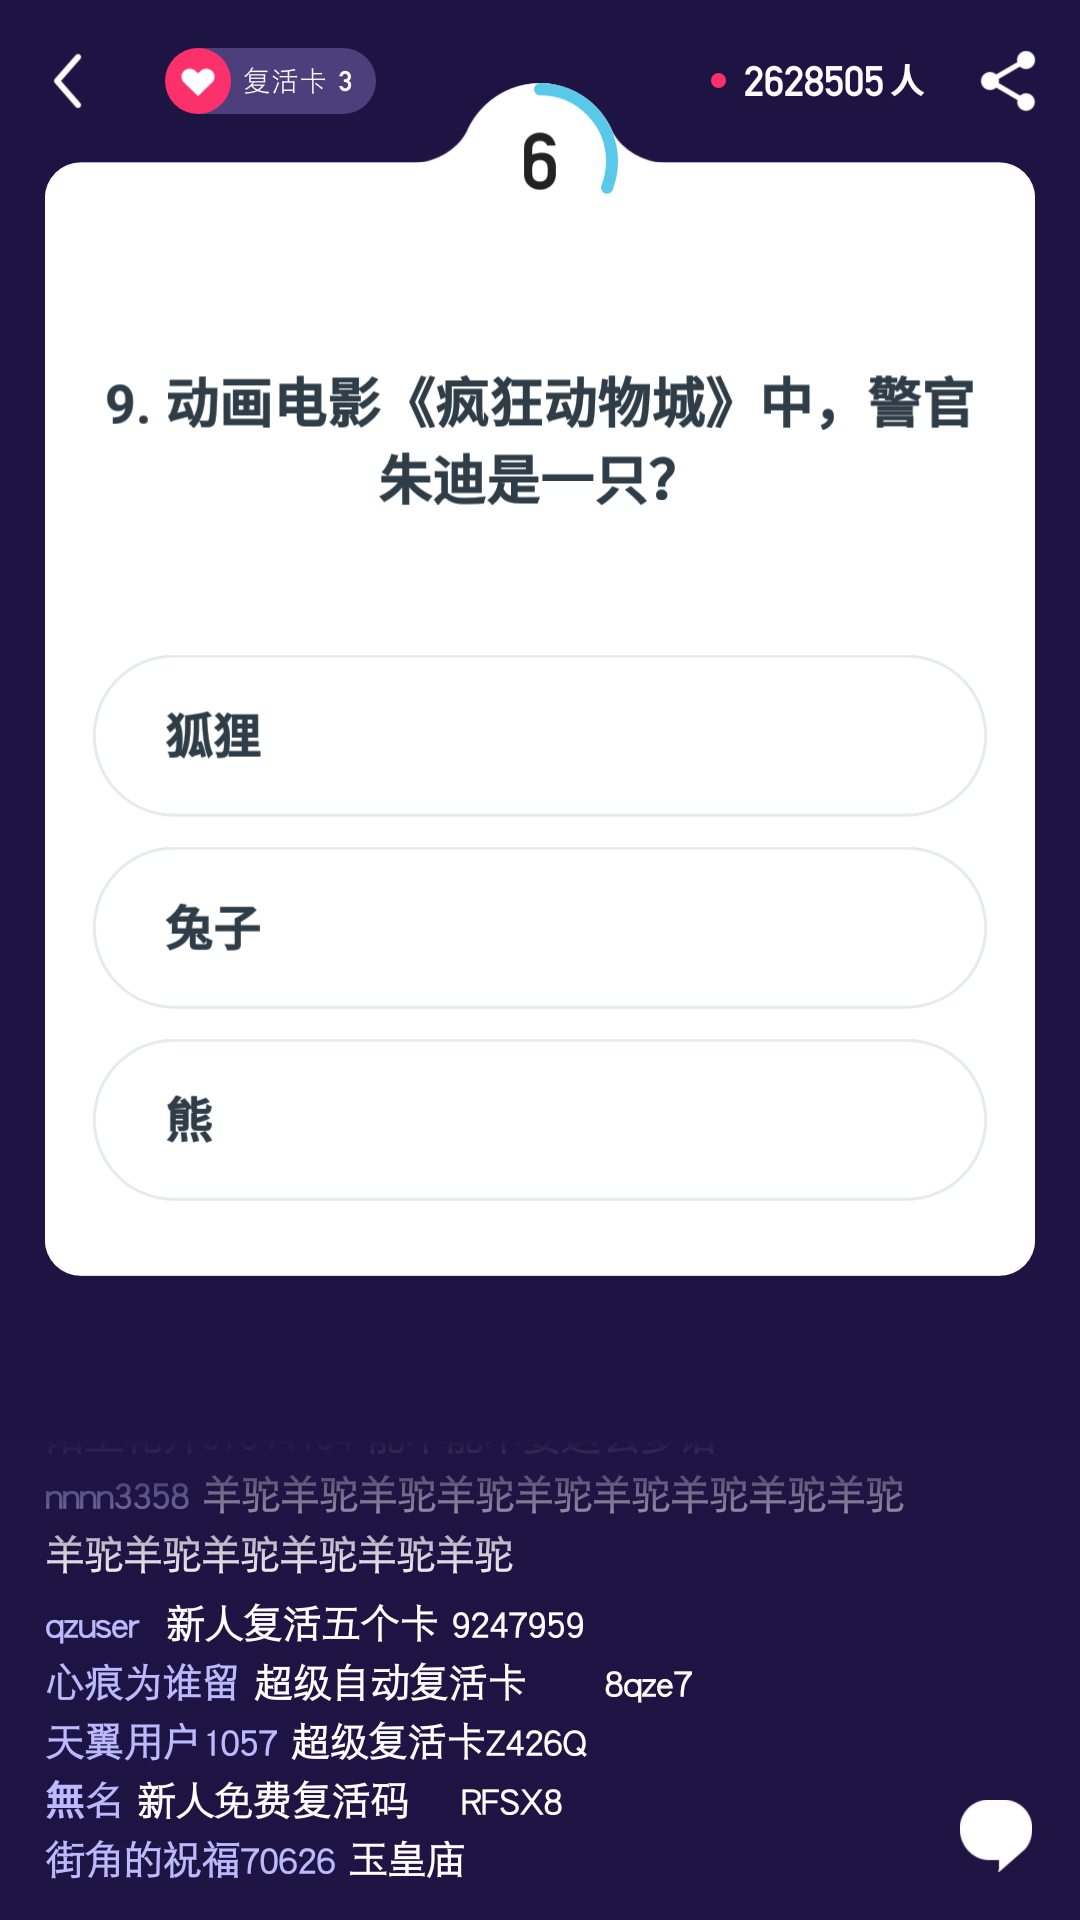 复活卡 3
2628505 人
6
9. 动画电影《疯狂动物城》中，警官
朱迪是一只？
狐狸
兔子
熊
nnnn3358 羊驼羊驼羊驼羊驼羊驼羊驼羊驼羊驼羊驼
羊驼羊驼羊驼羊驼羊驼羊驼
qzuser 新人复活五个卡 9247959
心痕为谁留 超级自动复活卡 8qze7
天翼用户1057 超级复活卡Z426Q
無名 新人免费复活码 RFSX8
街角的祝福70626 玉皇庙